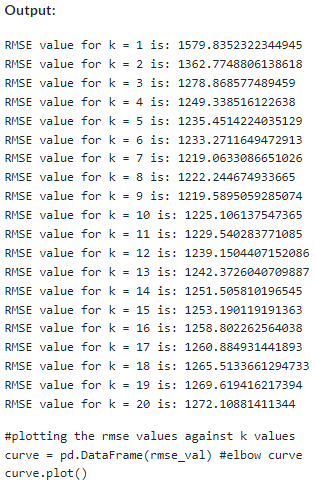 Output:
RMSE value for k = 1 is: 1579.8352322344945
RMSE value for k = 2 is: 1362.7748806138618
RMSE value for k = 3 is: 1278.868577489459
RMSE value for k = 4 is: 1249.338516122638
RMSE value for k = 5 is: 1235.4514224035129
RMSE value for k = 6 is: 1233.2711649472913
RMSE value for k = 7 is: 1219.0633086651026
RMSE value for k = 8 is: 1222.244674933665
RMSE value for k = 9 is: 1219.5895059285074
RMSE value for k = 10 is: 1225.106137547365
RMSE value for k = 11 is: 1229.540283771085
RMSE value for k = 12 is: 1239.1504407152086
RMSE value for k = 13 is: 1242.3726040709887
RMSE value for k = 14 is: 1251.505810196545
RMSE value for k = 15 is: 1253.190119191363
RMSE value for k = 16 is: 1258.802262564038
RMSE value for k = 17 is: 1260.884931441893
RMSE value for k = 18 is: 1265.5133661294733
RMSE value for k = 19 is: 1269.619416217394
RMSE value for k = 20 is: 1272.10881411344
#plotting the rmse values against k values
curve = pd.DataFrame(rmse_val) #elbow curve
curve.plot()